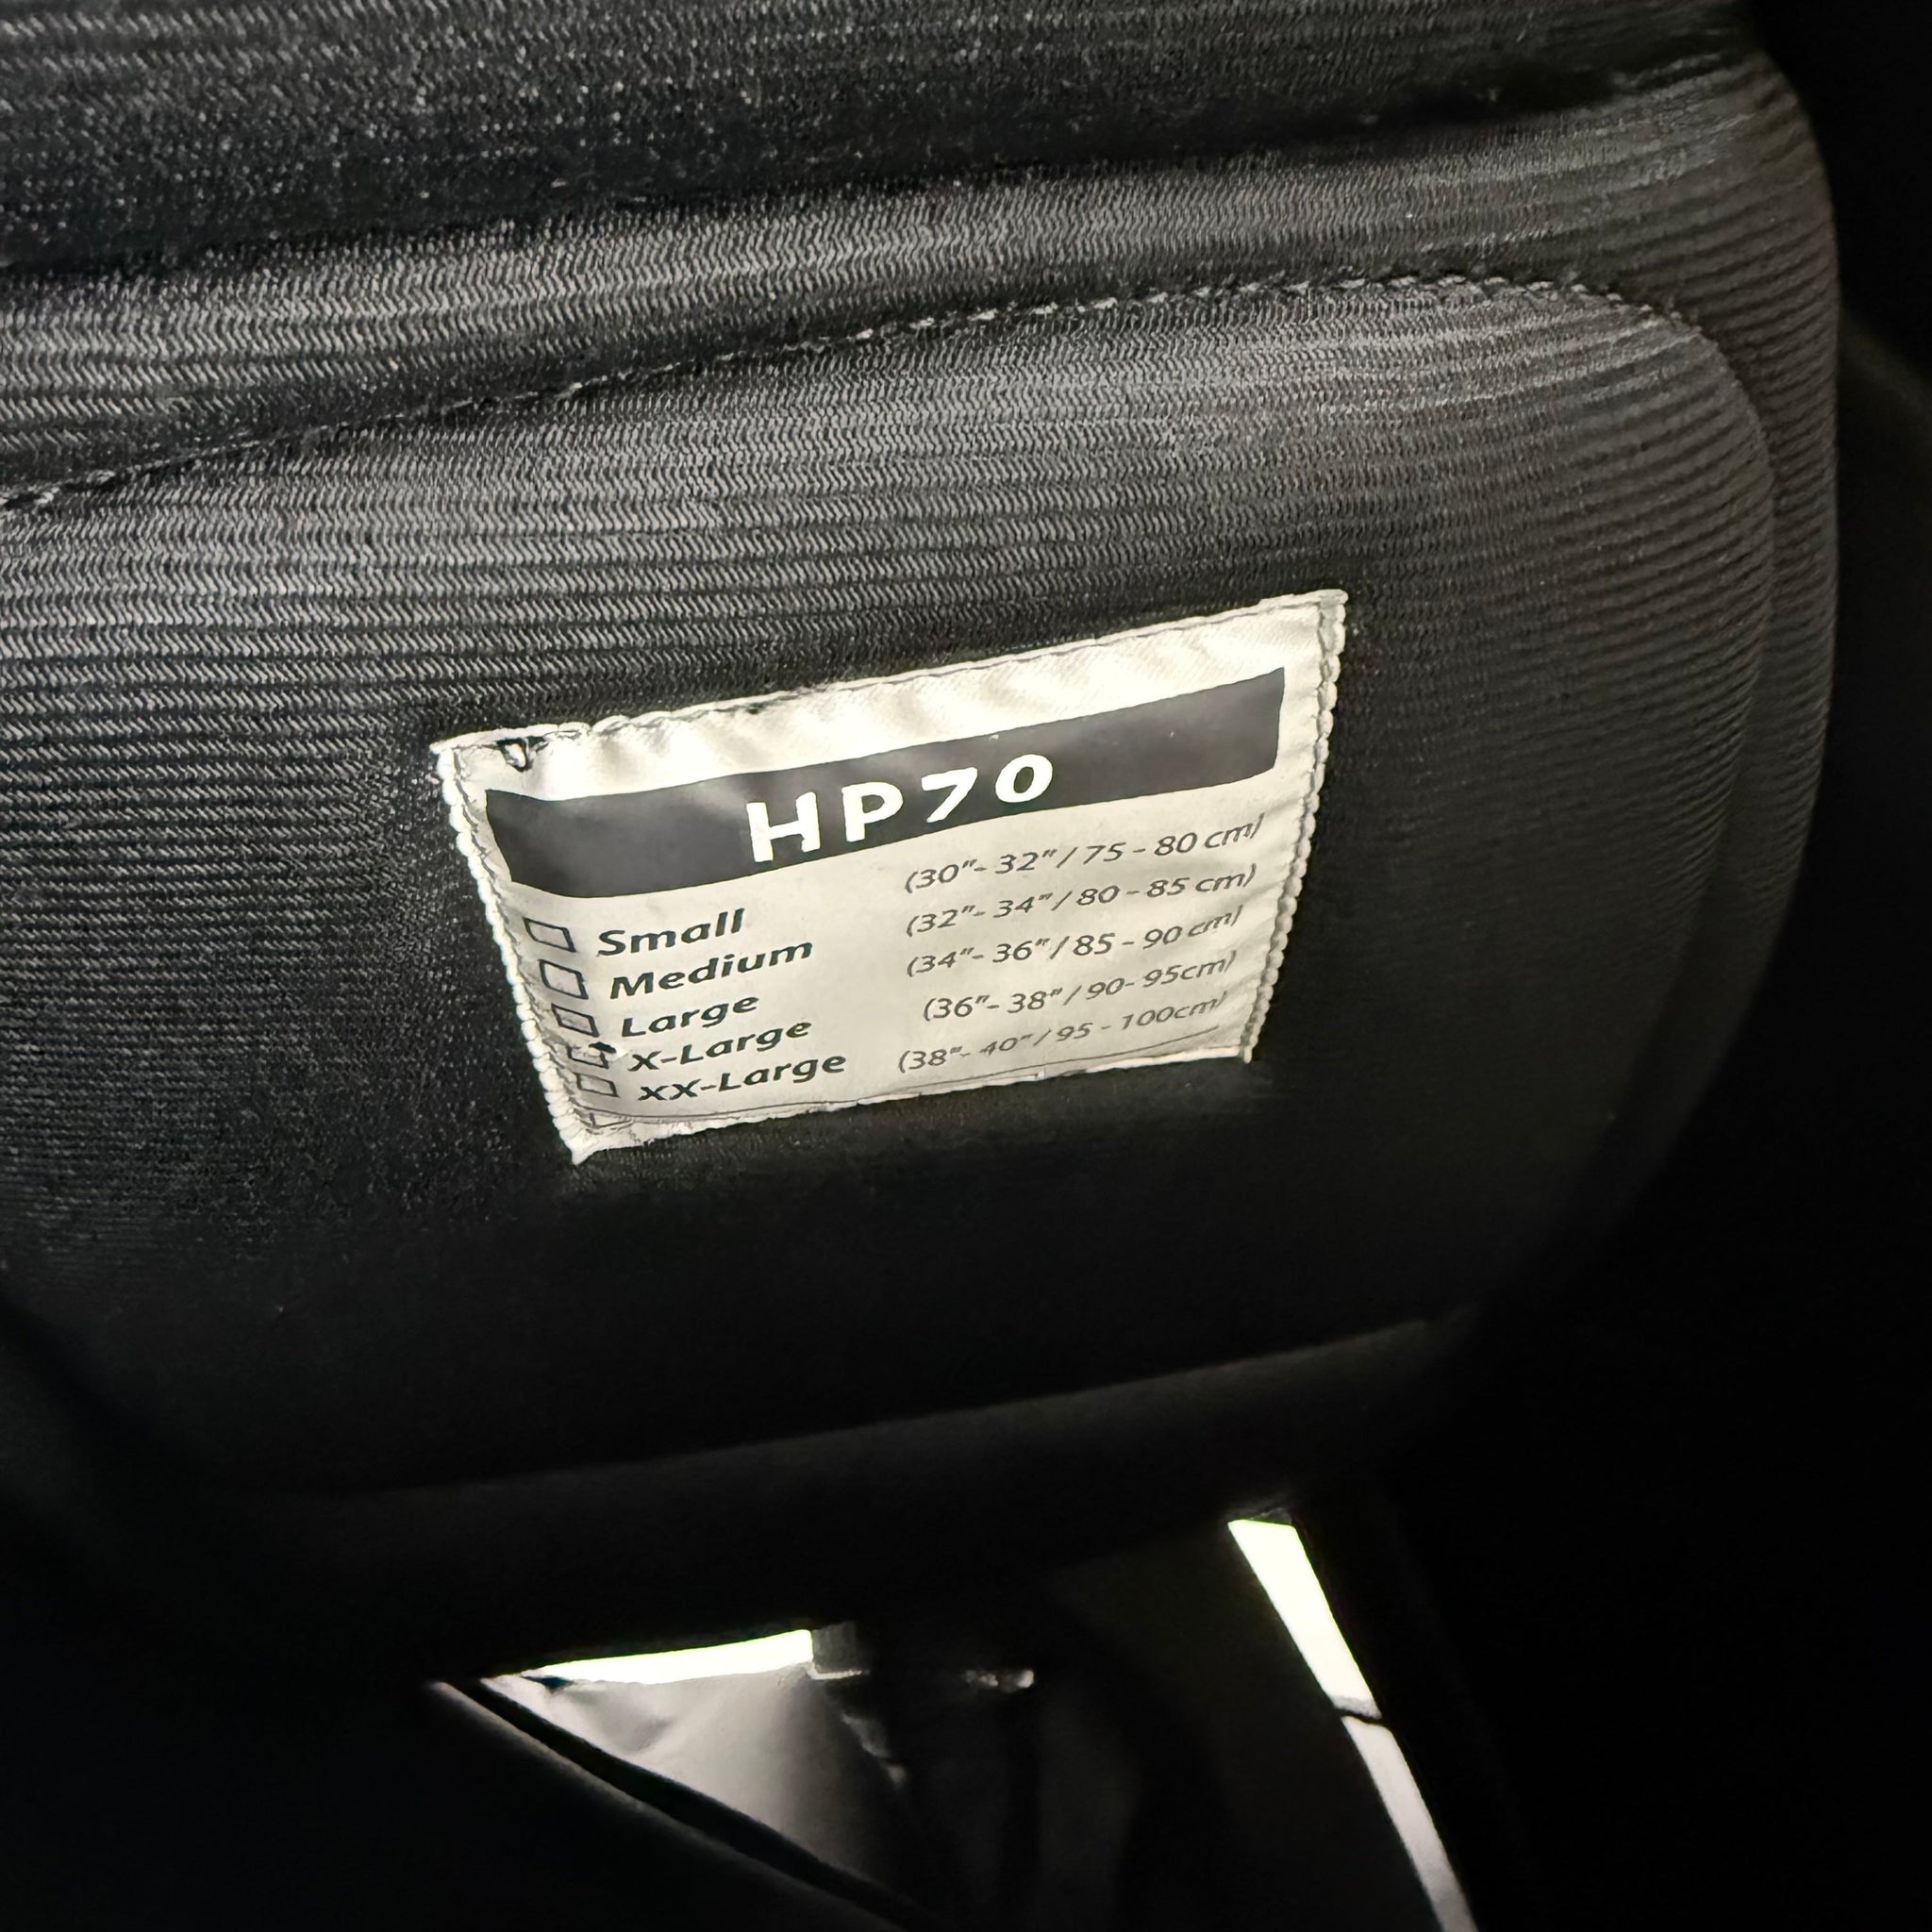 HP70
Small (30"- 32" / 75 - 80 cm)
Medium (32"- 34" / 80 - 85 cm)
Large (34"- 36" / 85 - 90 cm)
X-Large (36"- 38" / 90- 95cm)
XX-Large (38"- 40" / 95 - 100cm)